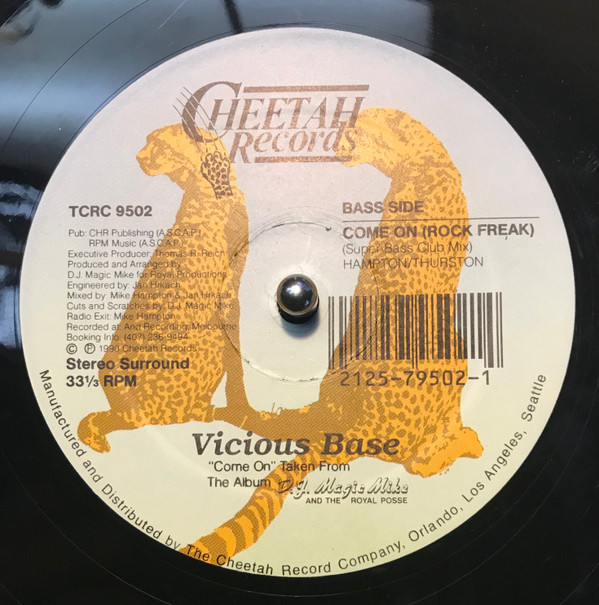 CHEETAH
Records
TCRC 9502
Pub: CHR Publishing (A.S.C.A.P.)
RPM Music (A.S.C.A.P.)
Executive Producer: Thomas R. Reich
Produced and Arranged by
D.J. Magic Mike for Royal Productions
Engineered by: Jan Hrkach
Mixed by: Mike Hampton & Jan Hrkach
Cuts and Scratches by: D.J. Magic Mike
Radio Exit: Mike Hampton
Recorded at: And Recording: Melbourne
Booking Info: (407) 236-9494
© ℗ 1990 Cheetah Records
Stereo Surround
33⅓ RPM
BASS SIDE
COME ON (ROCK FREAK)
(Super Bass Club Mix)
HAMPTON/THURSTON
2125-79502-1
Vicious Base
"Come On" Taken From
The Album D.J. Magic Mike
AND THE ROYAL POSSE
Manufactured and Distributed by The Cheetah Record Company, Orlando, Los Angeles, Seattle